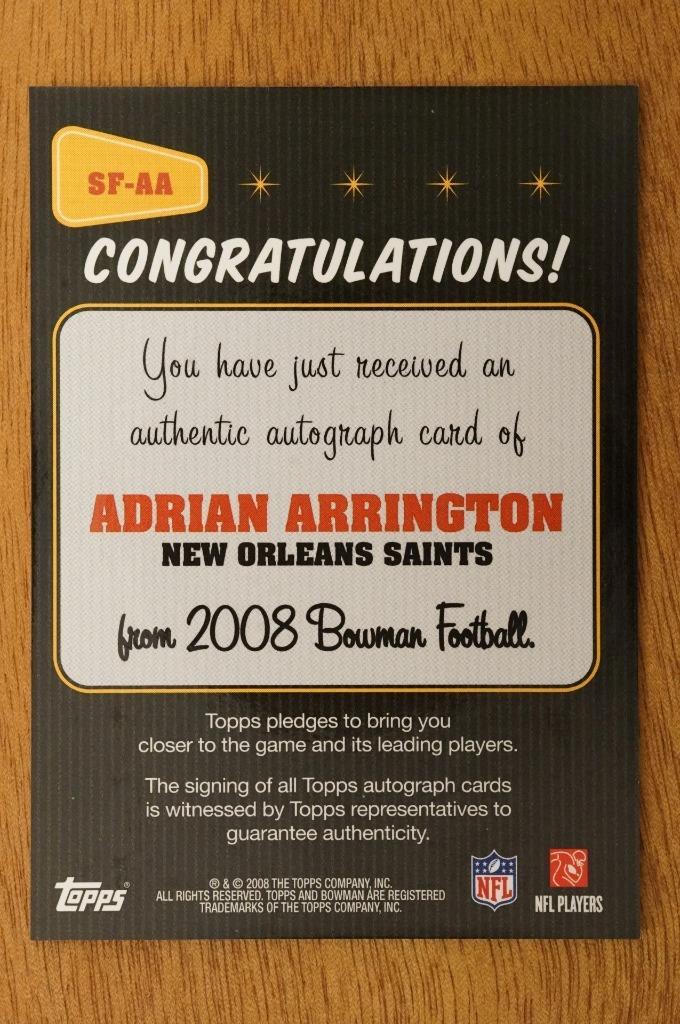 SF-AA
CONGRATULATIONS!
You have just received an
authentic autograph card of
ADRIAN ARRINGTON
NEW ORLEANS SAINTS
from 2008 Bowman Football.
Topps pledges to bring you
closer to the game and its leading players.
The signing of all Topps autograph cards
is witnessed by Topps representatives to
guarantee authenticity.
topps®
® & © 2008 THE TOPPS COMPANY, INC.
ALL RIGHTS RESERVED. TOPPS AND BOWMAN ARE REGISTERED
TRADEMARKS OF THE TOPPS COMPANY, INC.
NFL
NFL PLAYERS